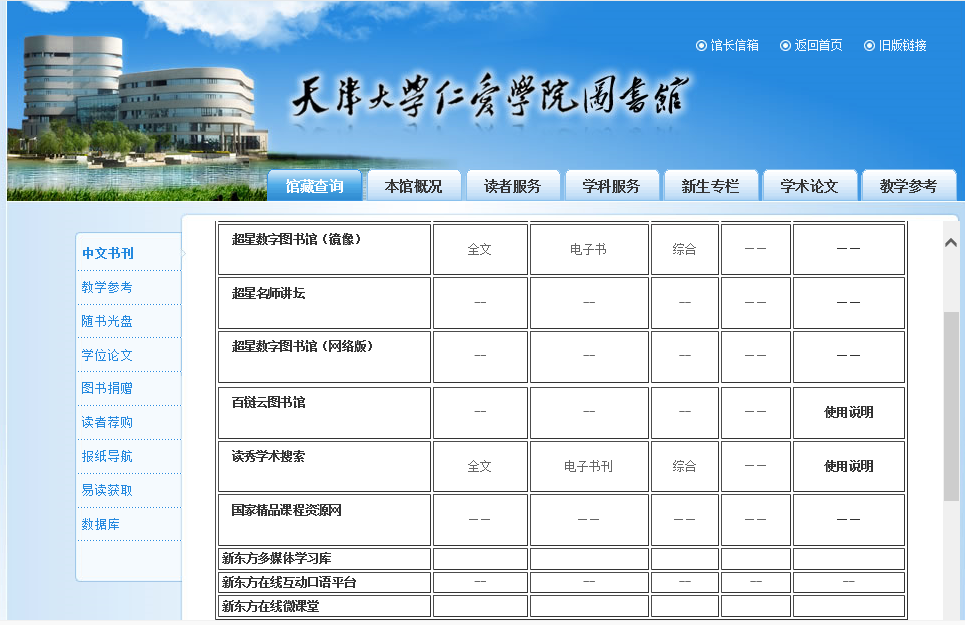 馆长信箱 返回首页 旧版链接
天津大学仁爱學院圖書館
馆藏查询 本馆概况 读者服务 学科服务 新生专栏 学术论文 教学参考
中文书刊
教学参考
随书光盘
学位论文
图书捐赠
读者荐购
报纸导航
易读获取
数据库
超星数字图书馆（镜像） 全文 电子书 综合 －－ －－
超星名师讲坛 -- -- -- －－ －－
超星数字图书馆（网络版） -- -- -- －－ －－
百链云图书馆 -- -- -- －－ 使用说明
读秀学术搜索 全文 电子书刊 综合 －－ 使用说明
国家精品课程资源网 －－ －－ －－ －－ －－
新东方多媒体学习库
新东方在线互动口语平台 -- -- -- -- --
新东方在线微课堂